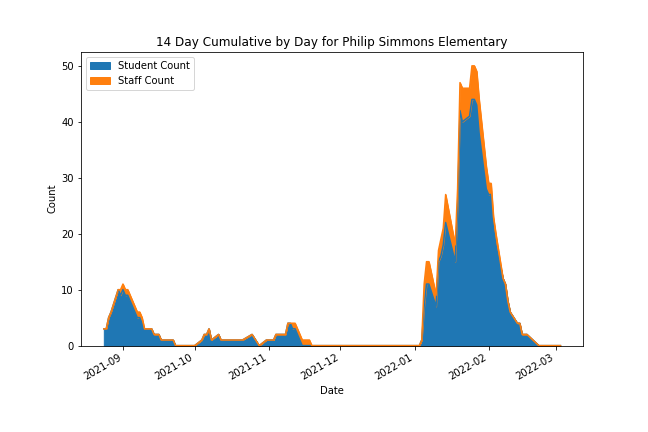 14 Day Cumulative by Day for Philip Simmons Elementary
Student Count
Staff Count
50
40
30
20
10
0
Count
2021-09
2021-10
2021-11
2021-12
2022-01
2022-02
2022-03
Date